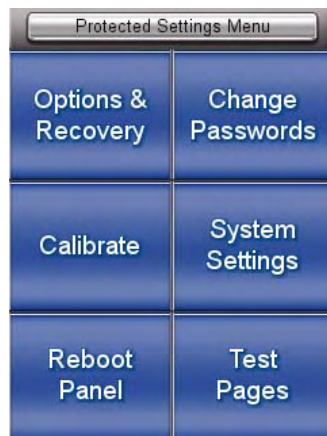 Protected Settings Menu
Options &
Recovery
Change
Passwords
Calibrate
System
Settings
Reboot
Panel
Test
Pages